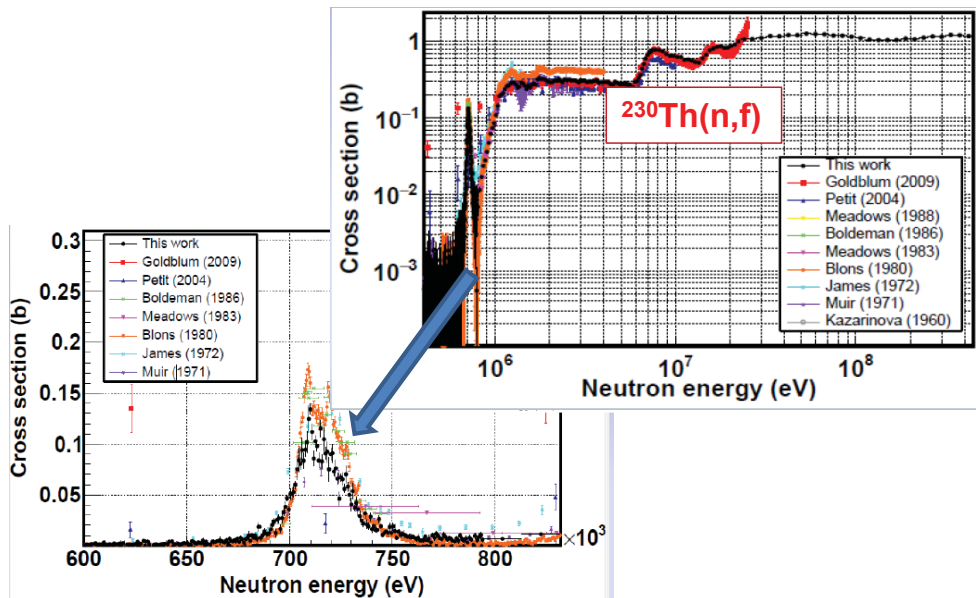 Cross section (b)
1
10⁻¹
10⁻²
10⁻³
²³⁰Th(n,f)
This work
Goldblum (2009)
Petit (2004)
Meadows (1988)
Boldeman (1986)
Meadows (1983)
Blons (1980)
James (1972)
Muir (1971)
Kazarinova (1960)
10⁶ 10⁷ 10⁸
Neutron energy (eV)
Cross section (b)
0.3
0.25
0.2
0.15
0.1
0.05
This work
Goldblum (2009)
Petit (2004)
Boldeman (1986)
Meadows (1983)
Blons (1980)
James (1972)
Muir (1971)
600 650 700 750 800 ×10³
Neutron energy (eV)